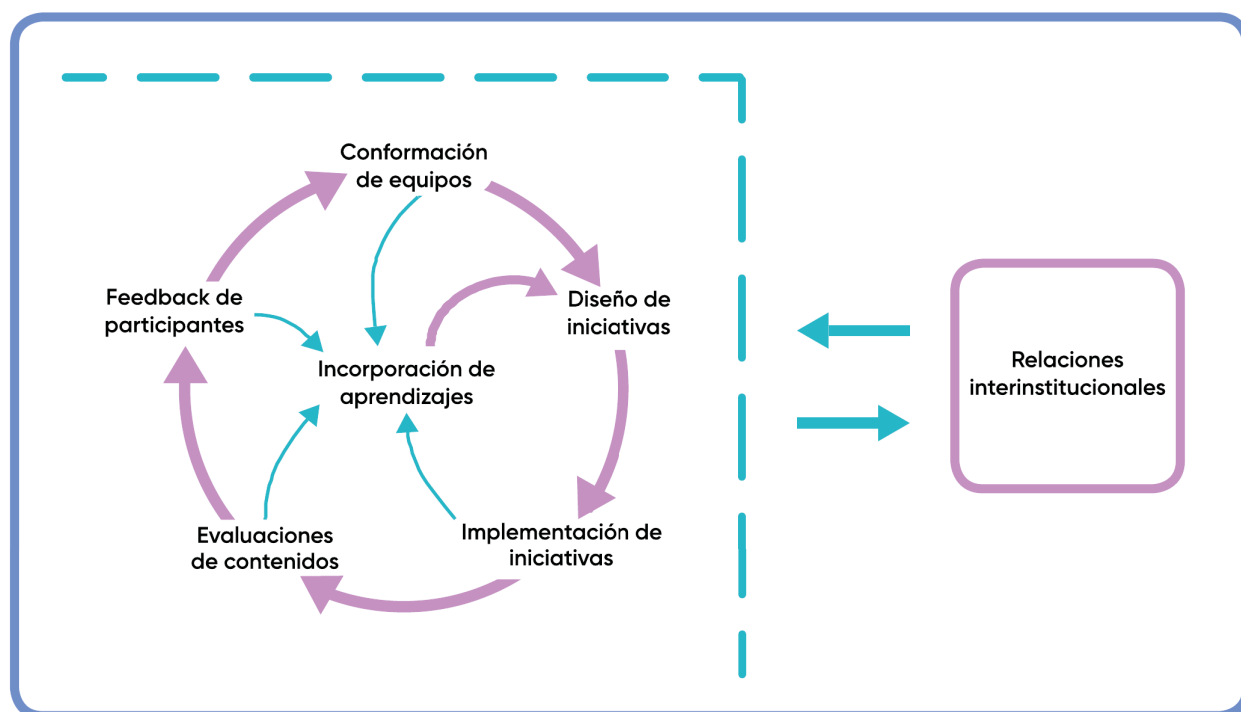 Conformación
de equipos
Feedback de
participantes
Diseño de
iniciativas
Incorporación de
aprendizajes
Relaciones
interinstitucionales
Evaluaciones
de contenidos
Implementación de
iniciativas